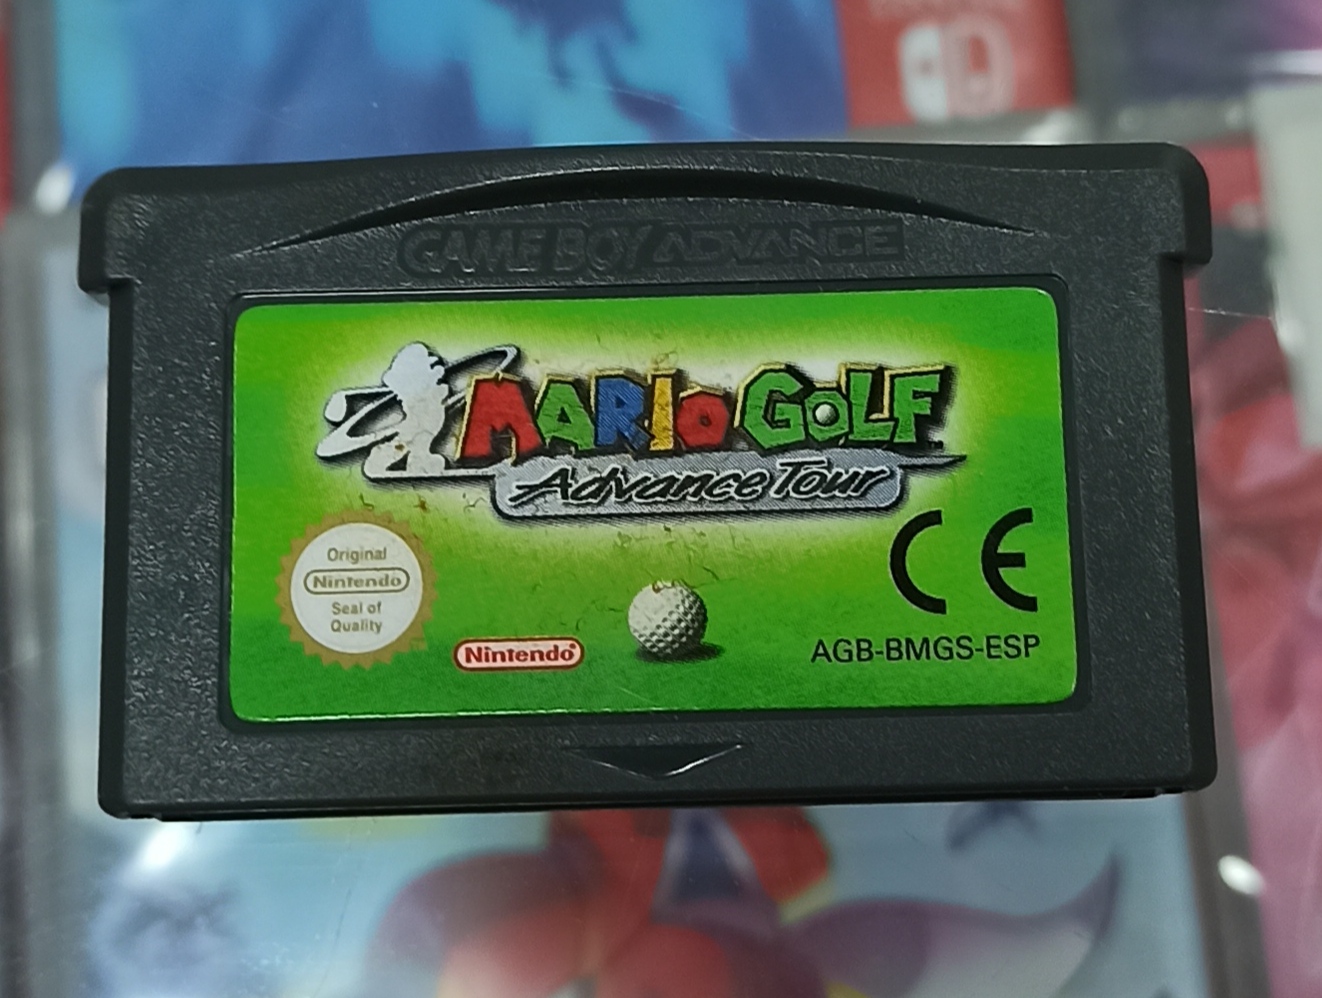 GAME BOY ADVANCE
MARIO GOLF
Advance Tour
Original
Nintendo
Seal of
Quality
Nintendo
CE
AGB-BMGS-ESP